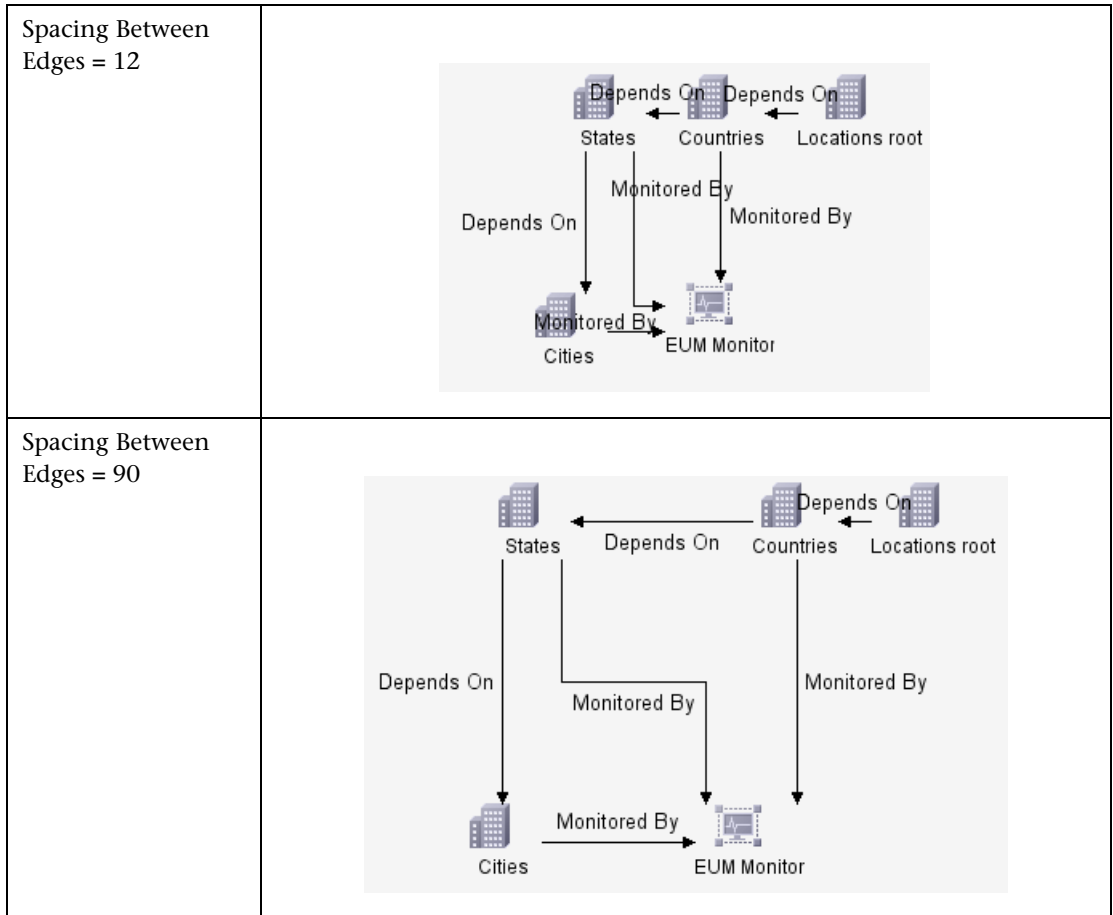 Spacing Between
Edges = 12
Depends On
Depends On
States
Countries
Locations root
Monitored By
Depends On
Monitored By
Monitored By
Cities
EUM Monitor
Spacing Between
Edges = 90
Depends On
States
Depends On
Countries
Locations root
Depends On
Monitored By
Monitored By
Monitored By
Cities
EUM Monitor